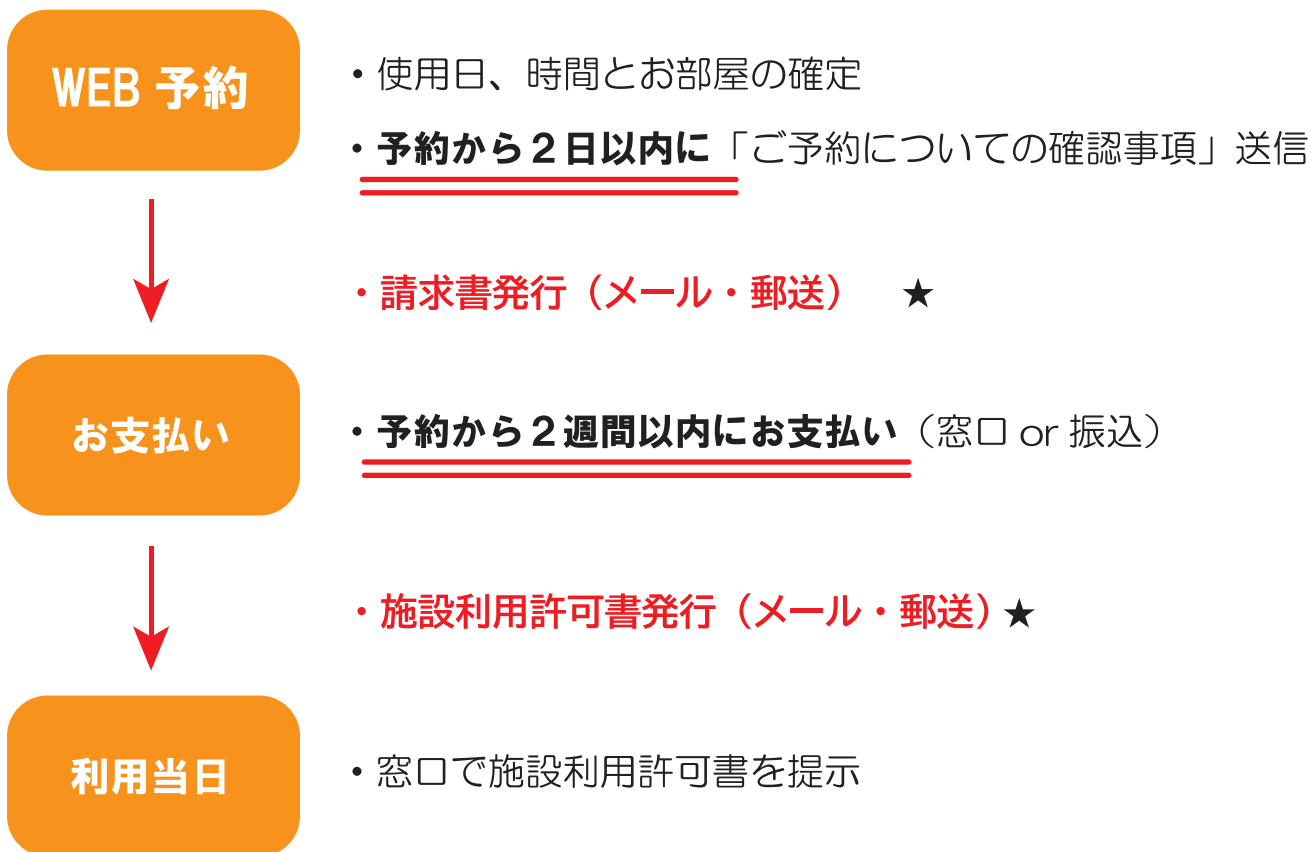 WEB 予約
・使用日、時間とお部屋の確定
・予約から２日以内に「ご予約についての確認事項」送信
・請求書発行（メール・郵送）　★
お支払い
・予約から２週間以内にお支払い（窓口 or 振込）
・施設利用許可書発行（メール・郵送）★
利用当日
・窓口で施設利用許可書を提示